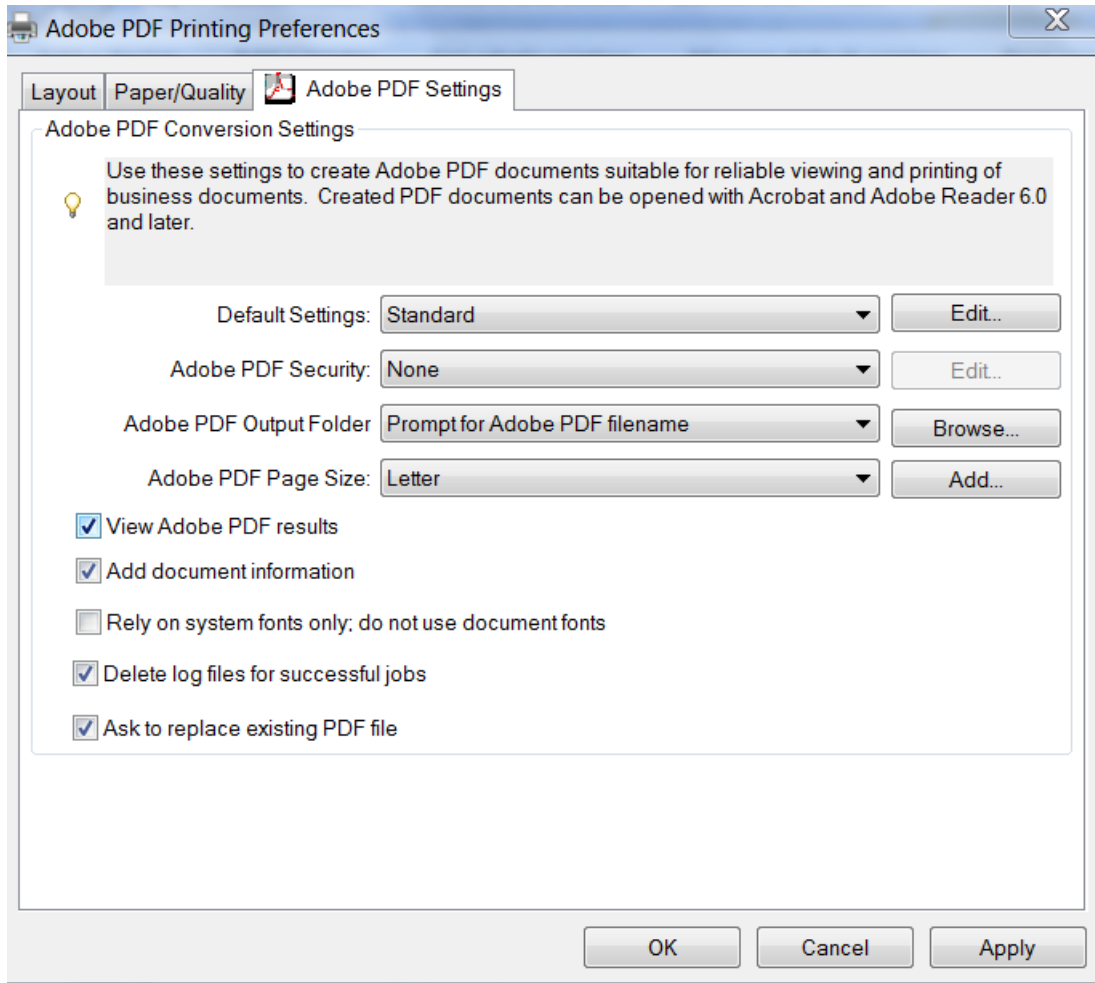 Adobe PDF Printing Preferences
Layout Paper/Quality Adobe PDF Settings
Adobe PDF Conversion Settings
Use these settings to create Adobe PDF documents suitable for reliable viewing and printing of
business documents. Created PDF documents can be opened with Acrobat and Adobe Reader 6.0
and later.
Default Settings: Standard Edit...
Adobe PDF Security: None Edit...
Adobe PDF Output Folder Prompt for Adobe PDF filename Browse...
Adobe PDF Page Size: Letter Add...
View Adobe PDF results
Add document information
Rely on system fonts only; do not use document fonts
Delete log files for successful jobs
Ask to replace existing PDF file
OK Cancel Apply